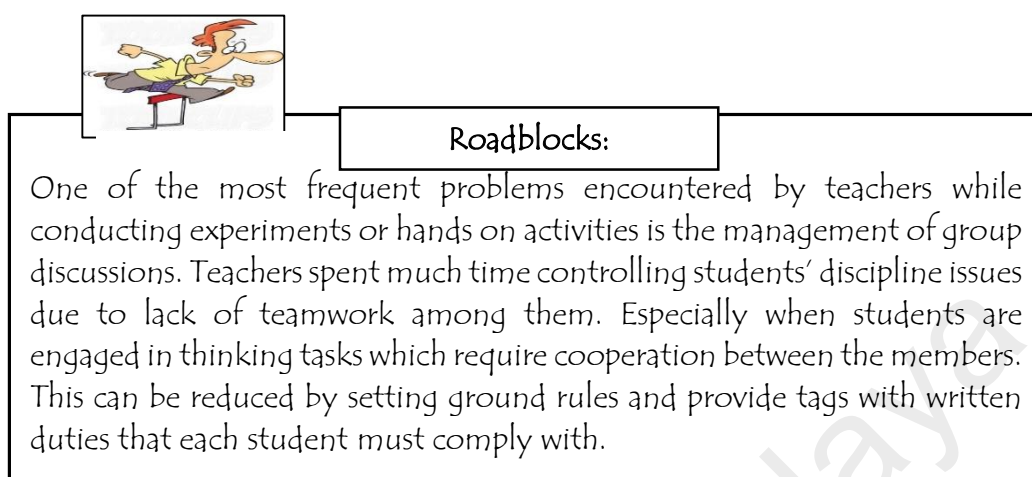 Roadblocks:
One of the most frequent problems encountered by teachers while
conducting experiments or hands on activities is the management of group
discussions. Teachers spent much time controlling students' discipline issues
due to lack of teamwork among them. Especially when students are
engaged in thinking tasks which require cooperation between the members.
This can be reduced by setting ground rules and provide tags with written
duties that each student must comply with.